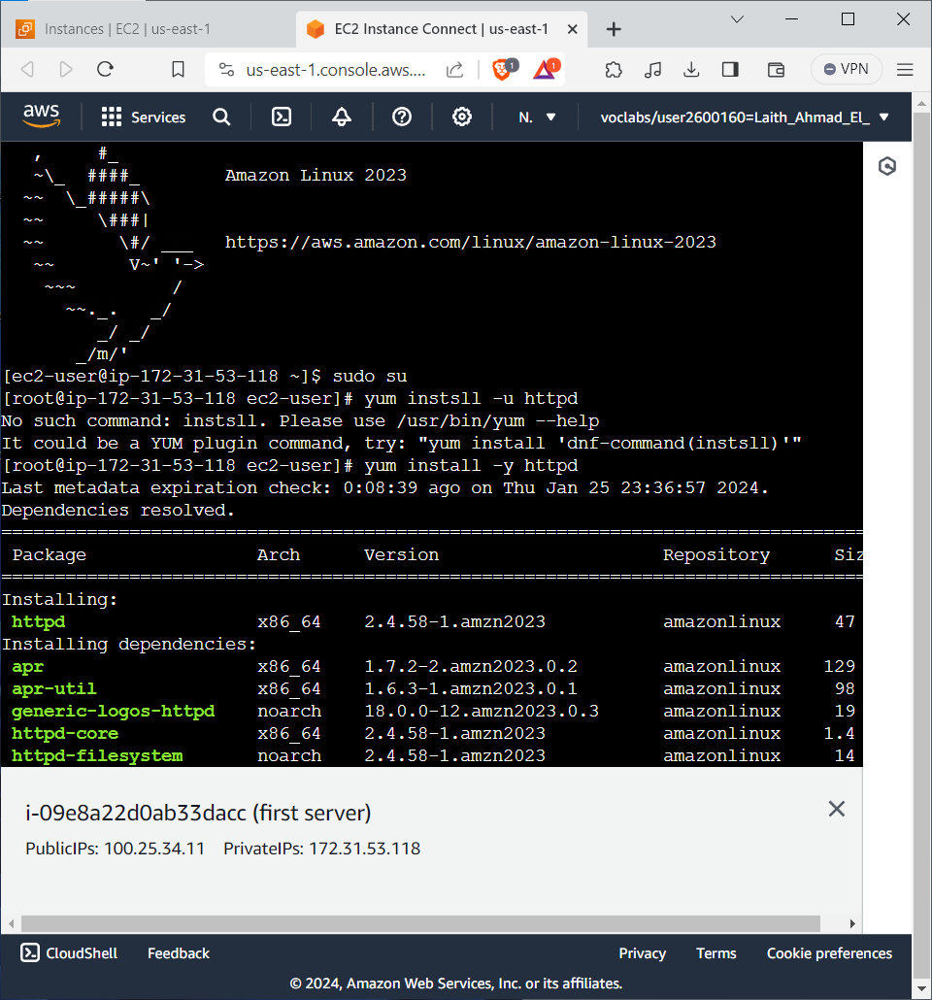 Instances | EC2 | us-east-1
EC2 Instance Connect | us-east-1
us-east-1.console.aws....
1
1
VPN
aws
Services
N.
voclabs/user2600160=Laith_Ahmad_El_
   ,     #_
   ~\_  ####_        Amazon Linux 2023
  ~~  \_#####\
  ~~     \###|
  ~~       \#/ ___   https://aws.amazon.com/linux/amazon-linux-2023
   ~~       V~' '->
    ~~~         /
      ~~._.   _/
         _/ _/
       _/m/'
[ec2-user@ip-172-31-53-118 ~]$ sudo su
[root@ip-172-31-53-118 ec2-user]# yum instsll -u httpd
No such command: instsll. Please use /usr/bin/yum --help
It could be a YUM plugin command, try: "yum install 'dnf-command(instsll)'"
[root@ip-172-31-53-118 ec2-user]# yum install -y httpd
Last metadata expiration check: 0:08:39 ago on Thu Jan 25 23:36:57 2024.
Dependencies resolved.
================================================================================
 Package                Arch      Version                     Repository      Siz
================================================================================
Installing:
 httpd                  x86_64    2.4.58-1.amzn2023           amazonlinux     47
Installing dependencies:
 apr                    x86_64    1.7.2-2.amzn2023.0.2        amazonlinux    129
 apr-util               x86_64    1.6.3-1.amzn2023.0.1        amazonlinux     98
 generic-logos-httpd    noarch    18.0.0-12.amzn2023.0.3      amazonlinux     19
 httpd-core             x86_64    2.4.58-1.amzn2023           amazonlinux    1.4
 httpd-filesystem       noarch    2.4.58-1.amzn2023           amazonlinux     14
i-09e8a22d0ab33dacc (first server)
PublicIPs: 100.25.34.11 PrivateIPs: 172.31.53.118
CloudShell Feedback Privacy Terms Cookie preferences
© 2024, Amazon Web Services, Inc. or its affiliates.